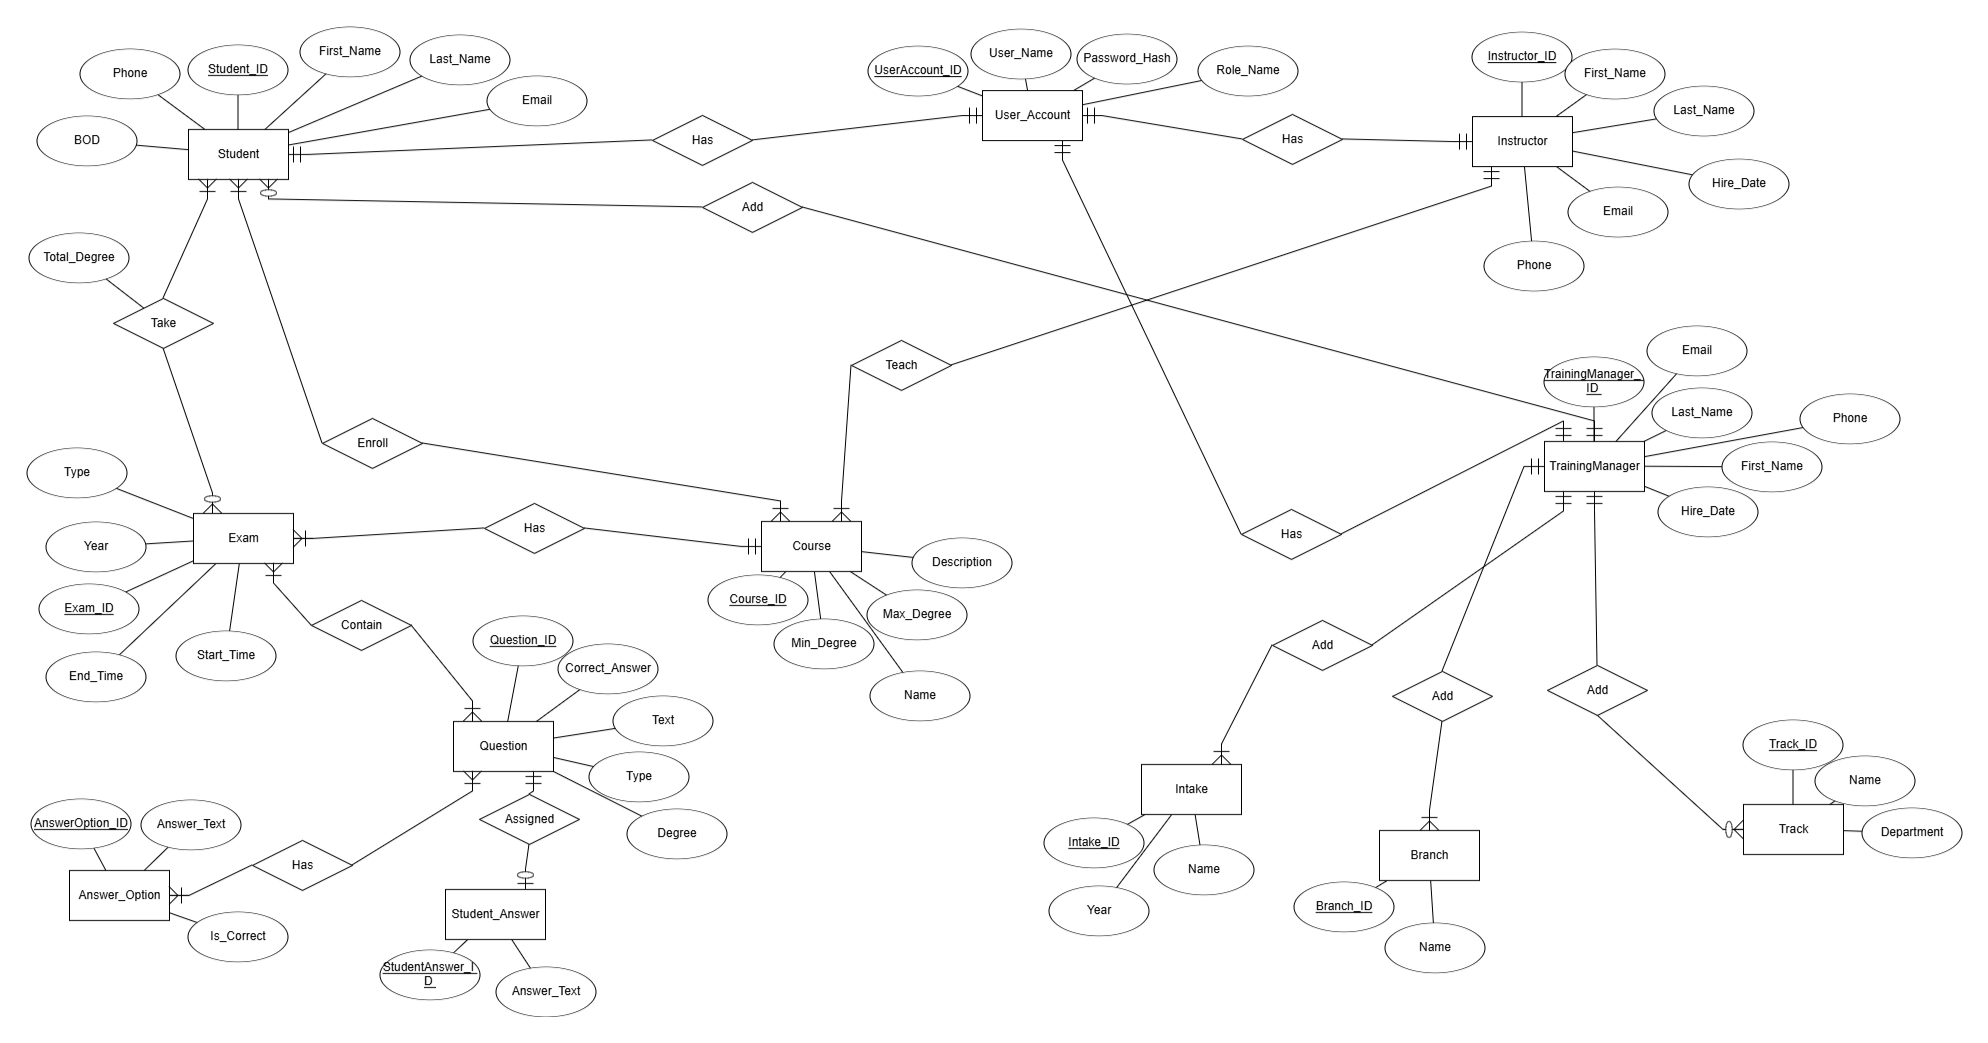 First_Name
Last_Name
Phone
Student_ID
Email
BOD
Student
Has
User_Name
Password_Hash
UserAccount_ID
Role_Name
User_Account
Has
Instructor_ID
First_Name
Last_Name
Instructor
Hire_Date
Email
Phone
Add
Total_Degree
Take
Teach
Enroll
Email
TrainingManager_
ID
Last_Name
Phone
TrainingManager
First_Name
Hire_Date
Type
Year
Exam
Exam_ID
End_Time
Start_Time
Has
Course
Description
Course_ID
Max_Degree
Min_Degree
Name
Has
Contain
Question_ID
Correct_Answer
Text
Question
Type
Degree
Add
Add
Add
AnswerOption_ID
Answer_Text
Has
Assigned
Answer_Option
Is_Correct
Student_Answer
StudentAnswer_I
D
Answer_Text
Intake
Intake_ID
Name
Year
Branch
Branch_ID
Name
Track_ID
Name
Track
Department